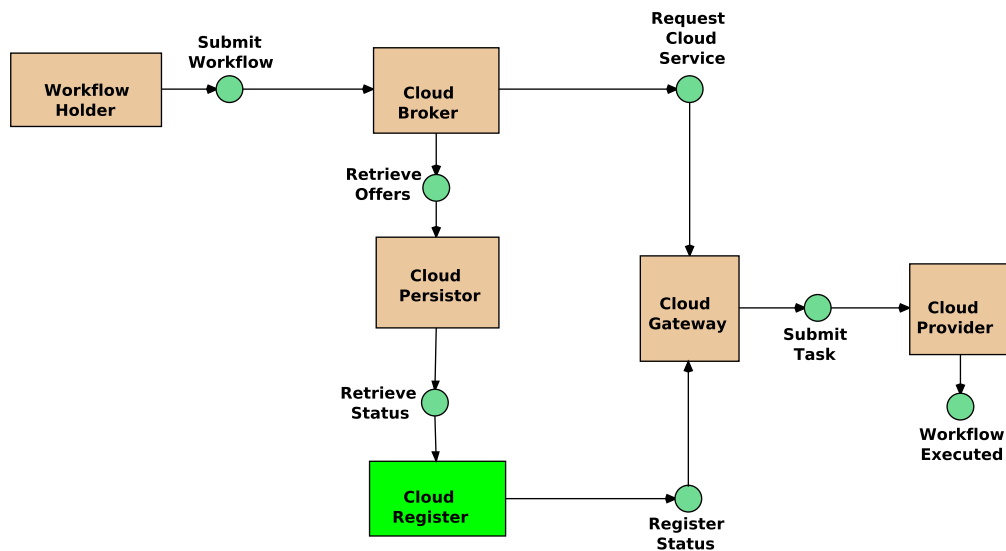 Request
Cloud
Service
Submit
Workflow
Workflow
Holder
Cloud
Broker
Retrieve
Offers
Cloud
Persistor
Cloud
Gateway
Cloud
Provider
Submit
Task
Retrieve
Status
Workflow
Executed
Cloud
Register
Register
Status